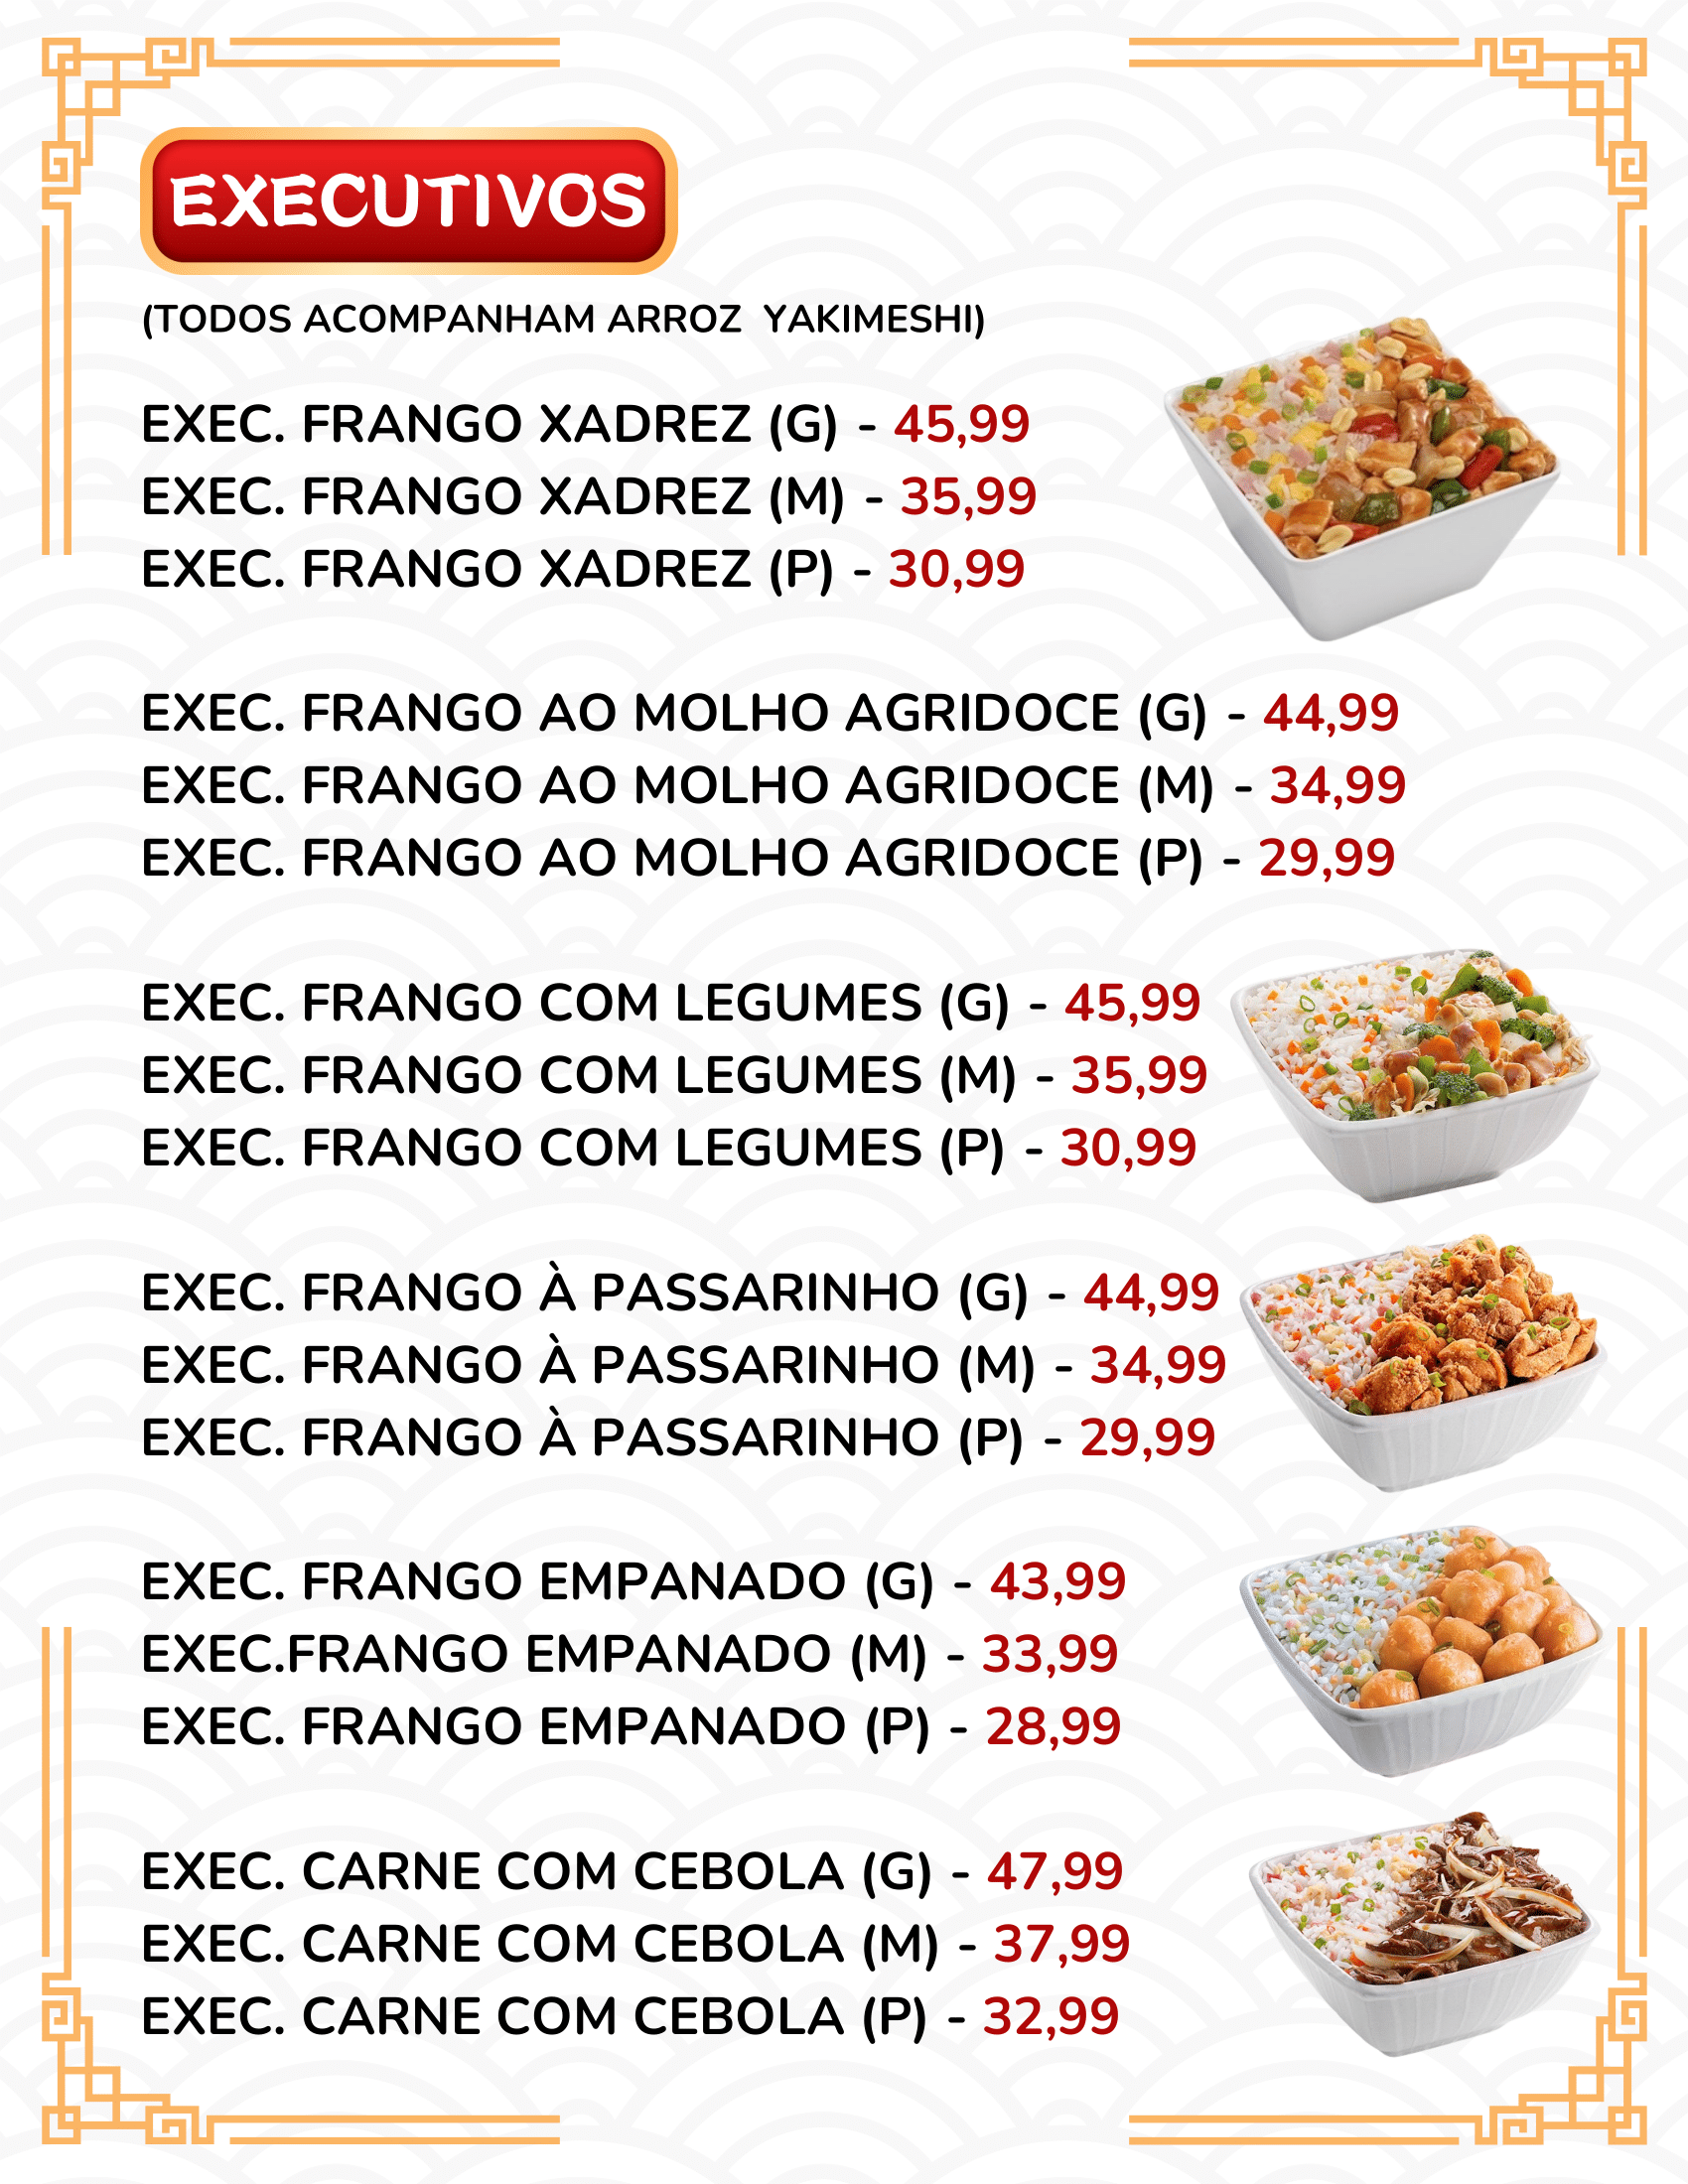 EXECUTIVOS
(TODOS ACOMPANHAM ARROZ YAKIMESHI)
EXEC. FRANGO XADREZ (G) - 45,99
EXEC. FRANGO XADREZ (M) - 35,99
EXEC. FRANGO XADREZ (P) - 30,99
EXEC. FRANGO AO MOLHO AGRIDOCE (G) - 44,99
EXEC. FRANGO AO MOLHO AGRIDOCE (M) - 34,99
EXEC. FRANGO AO MOLHO AGRIDOCE (P) - 29,99
EXEC. FRANGO COM LEGUMES (G) - 45,99
EXEC. FRANGO COM LEGUMES (M) - 35,99
EXEC. FRANGO COM LEGUMES (P) - 30,99
EXEC. FRANGO À PASSARINHO (G) - 44,99
EXEC. FRANGO À PASSARINHO (M) - 34,99
EXEC. FRANGO À PASSARINHO (P) - 29,99
EXEC. FRANGO EMPANADO (G) - 43,99
EXEC.FRANGO EMPANADO (M) - 33,99
EXEC. FRANGO EMPANADO (P) - 28,99
EXEC. CARNE COM CEBOLA (G) - 47,99
EXEC. CARNE COM CEBOLA (M) - 37,99
EXEC. CARNE COM CEBOLA (P) - 32,99